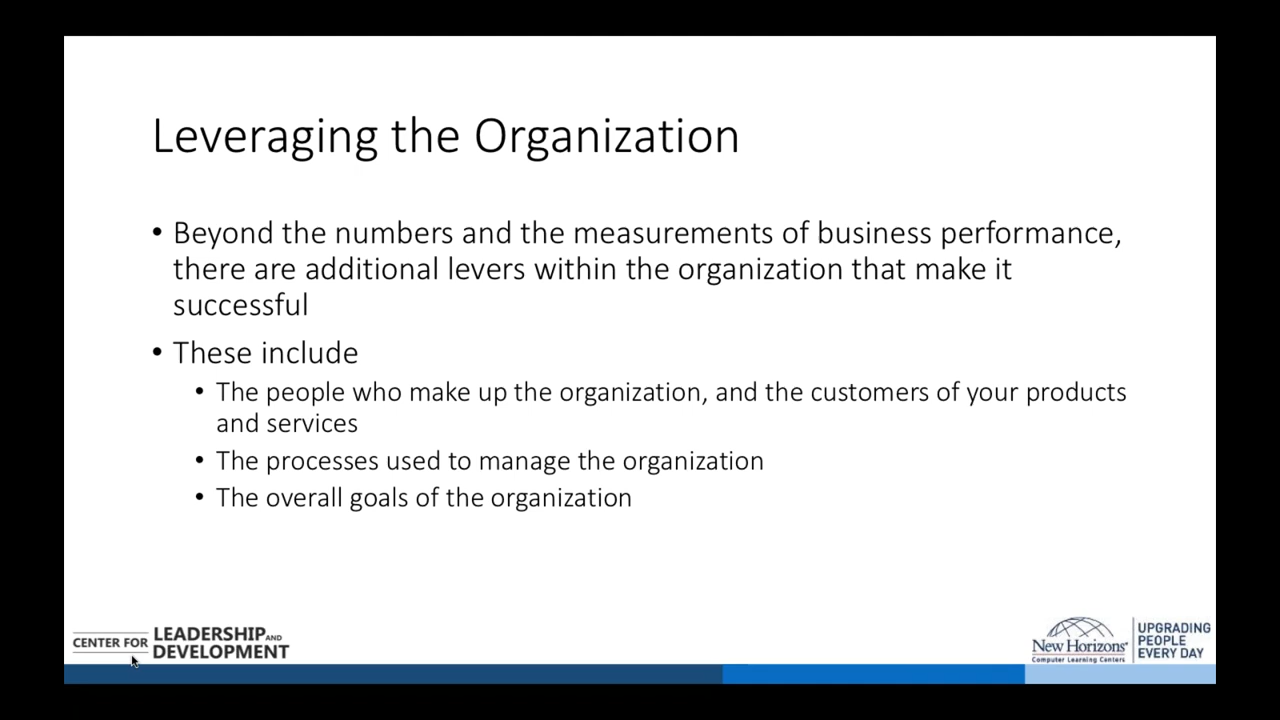 Leveraging the Organization
• Beyond the numbers and the measurements of business performance,
there are additional levers within the organization that make it
successful
• These include
• The people who make up the organization, and the customers of your products
and services
• The processes used to manage the organization
• The overall goals of the organization
CENTER FOR LEADERSHIP AND
DEVELOPMENT
New Horizons®
Computer Learning Centers
UPGRADING
PEOPLE
EVERY DAY